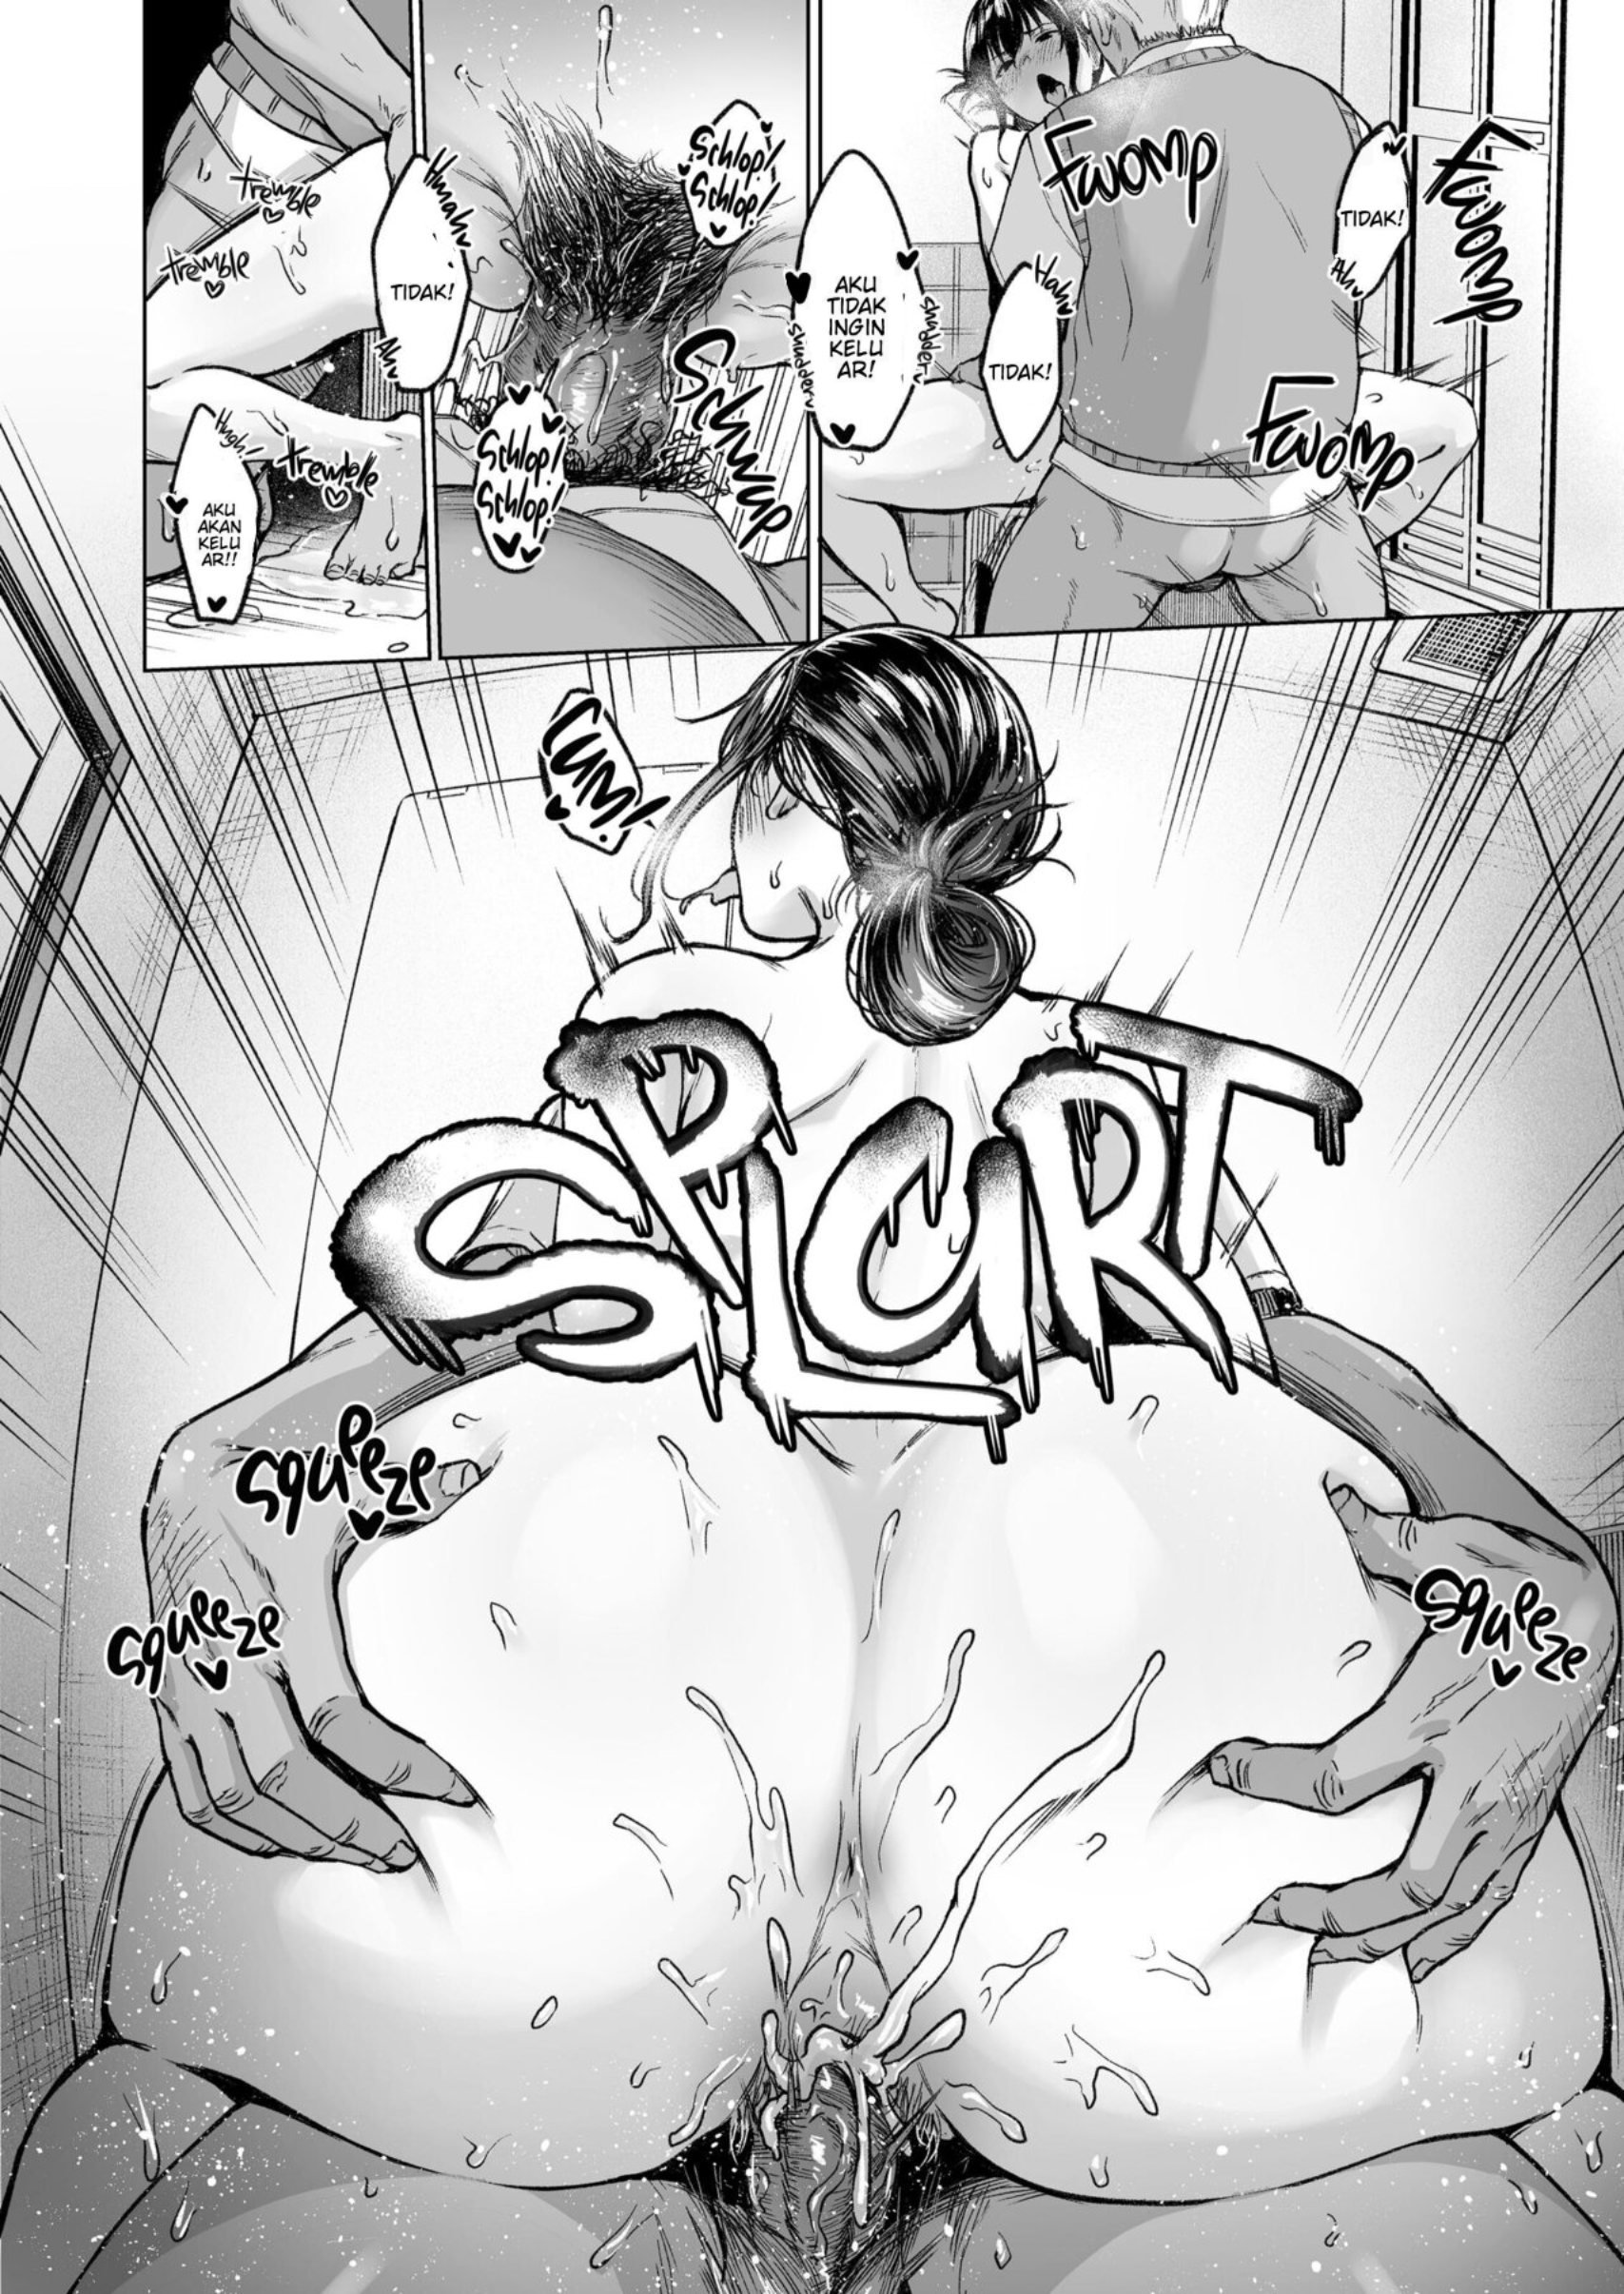 Fwomp
TIDAK!
Ah
Fwomp
Hah
TIDAK!
Fwomp
AKU
TIDAK
INGIN
KELU
AR!
shudder
shudder
Schlop!
Schlop!
Schwup
Schlop!
Schlop!
Hmah
TIDAK!
Ah
tremble
tremble
Hugh!
tremble
AKU
AKAN
KELU
AR!!
CUM!
SPLURT
squeeze
squeeze
squeeze